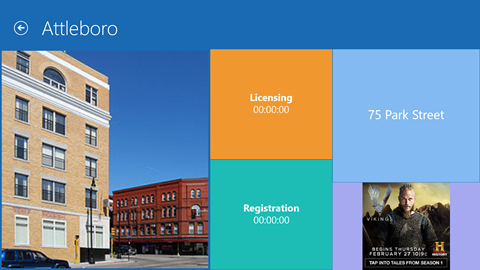 Attleboro
Licensing
00:00:00
75 Park Street
Registration
00:00:00
VIKINGS
BEGINS THURSDAY
FEBRUARY 27 10/9c
H
HISTORY
TAP INTO TALES FROM SEASON 1